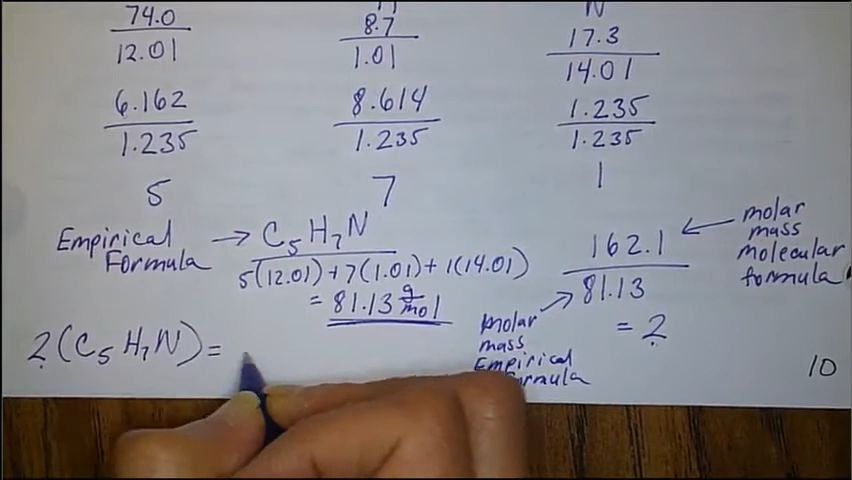 N
74.0 8.7 17.3
12.01 1.01 14.01
6.162 8.614 1.235
1.235 1.235 1.235
5 7 1
Empirical Formula → C5H7N
5(12.01)+7(1.01)+1(14.01)
= 81.13 g/mol
162.1 ← molar mass molecular formula
81.13
molar mass Empirical Formula →
= 2
2(C5H7N)=
10